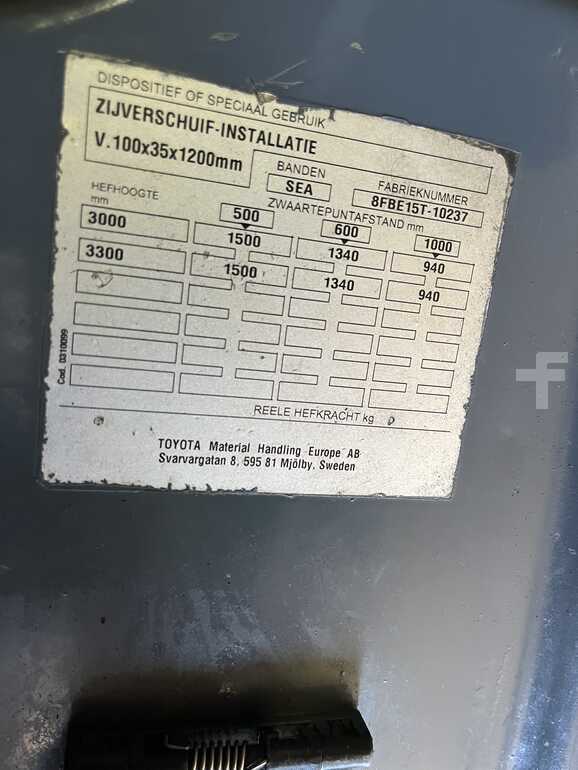 DISPOSITIEF OF SPECIAAL GEBRUIK
ZIJVERSCHUIF-INSTALLATIE
V.100x35x1200mm
BANDEN
SEA
FABRIEKNUMMER
8FBE15T-10237
HEFHOOGTE
mm
ZWAARTEPUNTAFSTAND mm
500 600 1000
3000 1500 1340 940
3300 1500 1340 940
Cod. 0310099
REELE HEFKRACHT kg
TOYOTA Material Handling Europe AB
Svarvargatan 8, 595 81 Mjölby. Sweden